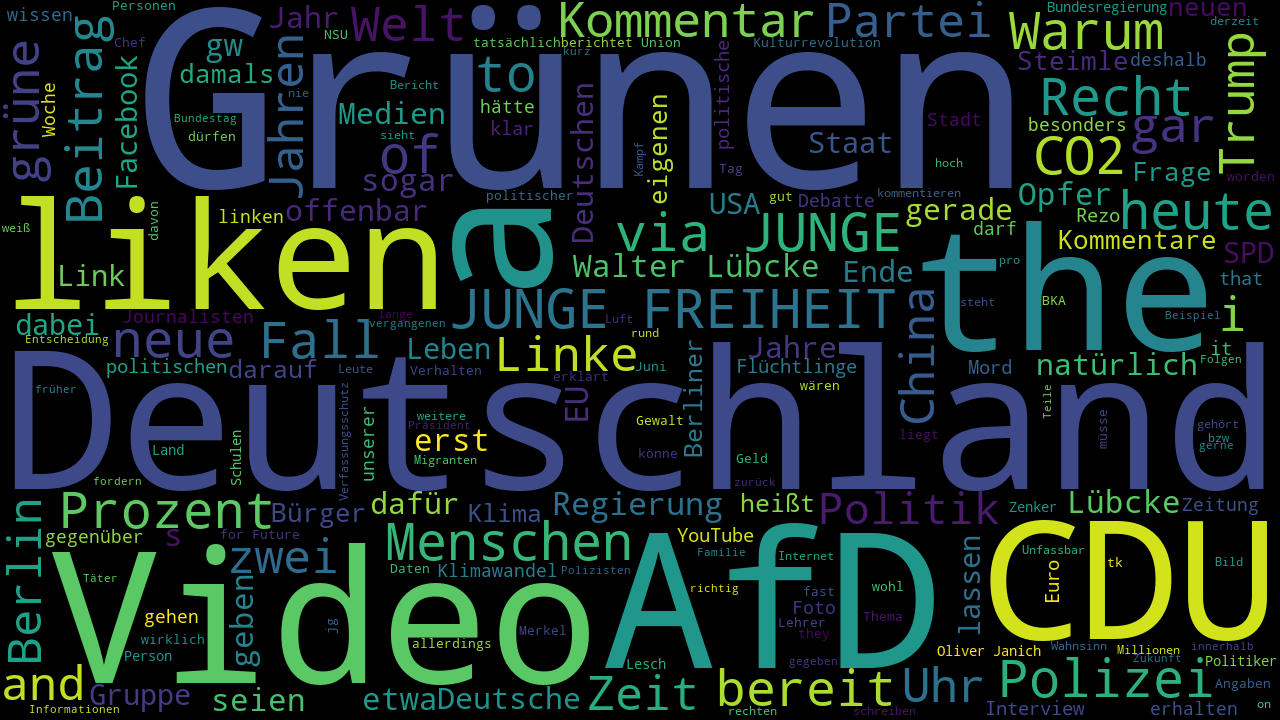 wissen
Personen
Jahr
Welt
Kommentar
Partei
Warum
Bundesregierung
neuen
derzeit
Chef
NSU
tatsächlich
berichtet
Union
Kulturrevolution
kurz
Grünen
ü
grüne
Beitrag
gw
damals
Facebook
Woche
Jahren
nie
Medien
Bericht
to
hätte
klar
of
sogar
sieht
Bundestag
dürfen
Deutschen
eigenen
Kampf
politische
Tag
Staat
Stadt
hoch
Steimle
deshalb
Recht
besonders
gar
Trump
CO2
Frage
worden
Opfer
heute
Rezo
politischer
USA
Debatte
gut
kommentieren
gerade
darf
Kommentare
SPD
that
weiß
davon
linken
offenbar
liken
Link
a
via JUNGE
Walter Lübcke
Ende
pro
the
BKA
Beispiel
i
it
Folgen
dabei
Journalisten
Entscheidung
neue
Fall
lange
vergangenen
JUNGE FREIHEIT
Luft
rund
China
steht
politischen
darauf
Leute
Leben
Verhalten
Linke
erklärt
Juni
Jahre
Flüchtlinge
wären
Mord
natürlich
Teile
früher
Deutschland
Land
Schulen
Verfassungsschutz
unserer
weitere
Präsident
erst
Migranten
EU
Gewalt
könne
Berliner
Geld
zurück
liegt
müsse
gehört
bzw
gerne
fordern
Berlin
Prozent
gegenüber
s
Bürger
for Future
dafür
Klima
Regierung
heißt
Politik
Zenker
Lübcke
Zeitung
zwei
Menschen
YouTube
Familie
Internet
Unfassbar
tk
Bild
Euro
Täter
Daten
Klimawandel
Polizisten
richtig
Video
AfD
CDU
wohl
fast
Foto
Lehrer
Thema
they
lassen
gehen
wirklich
Person
geben
jg
allerdings
Merkel
Lesch
gegeben
Oliver Janich
Wahnsinn
Millionen
Zukunft
innerhalb
Politiker
and
Informationen
Gruppe
seien
etwa
Deutsche
Zeit
rechten
bereit
schreiben
Uhr
Interview
Polizei
erhalten
Angaben
on